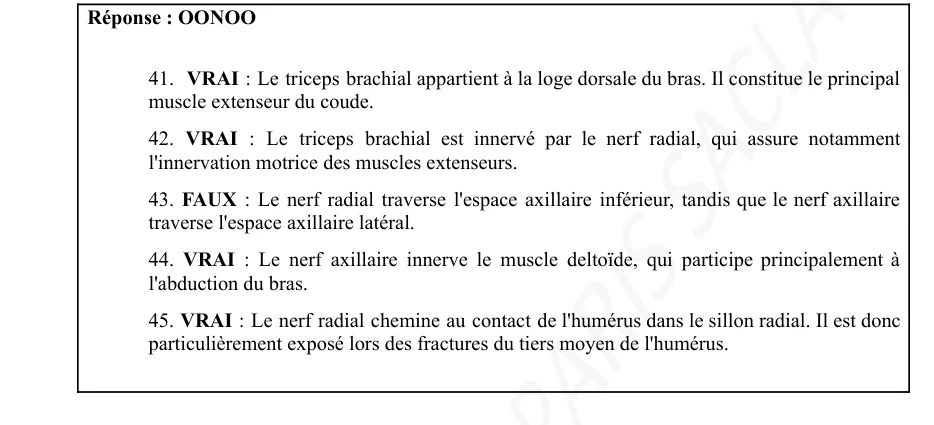 Réponse : OONOO
41. VRAI : Le triceps brachial appartient à la loge dorsale du bras. Il constitue le principal
muscle extenseur du coude.
42. VRAI : Le triceps brachial est innervé par le nerf radial, qui assure notamment
l'innervation motrice des muscles extenseurs.
43. FAUX : Le nerf radial traverse l'espace axillaire inférieur, tandis que le nerf axillaire
traverse l'espace axillaire latéral.
44. VRAI : Le nerf axillaire innerve le muscle deltoïde, qui participe principalement à
l'abduction du bras.
45. VRAI : Le nerf radial chemine au contact de l'humérus dans le sillon radial. Il est donc
particulièrement exposé lors des fractures du tiers moyen de l'humérus.
PARIS SACLA